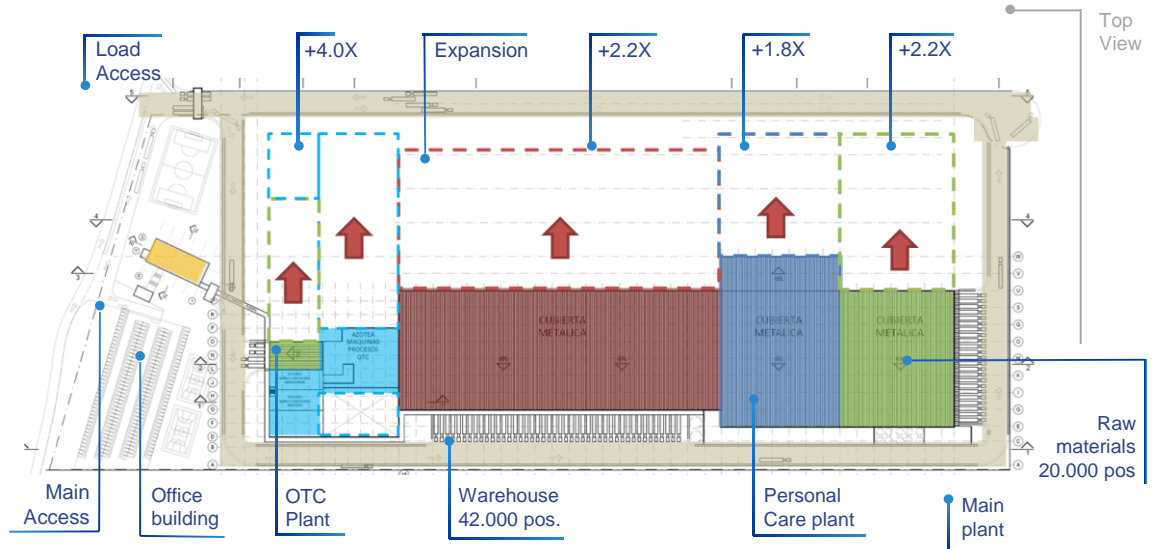 Top
View
Load
Access
+4.0X
Expansion
+2.2X
+1.8X
+2.2X
CUBIERTA
METALICA
CUBIERTA
METALICA
CUBIERTA
METALICA
AZOTEA
MAQUINAS
PROCESOS
OTC
Main
Access
Office
building
OTC
Plant
Warehouse
42.000 pos.
Personal
Care plant
Main
plant
Raw
materials
20.000 pos